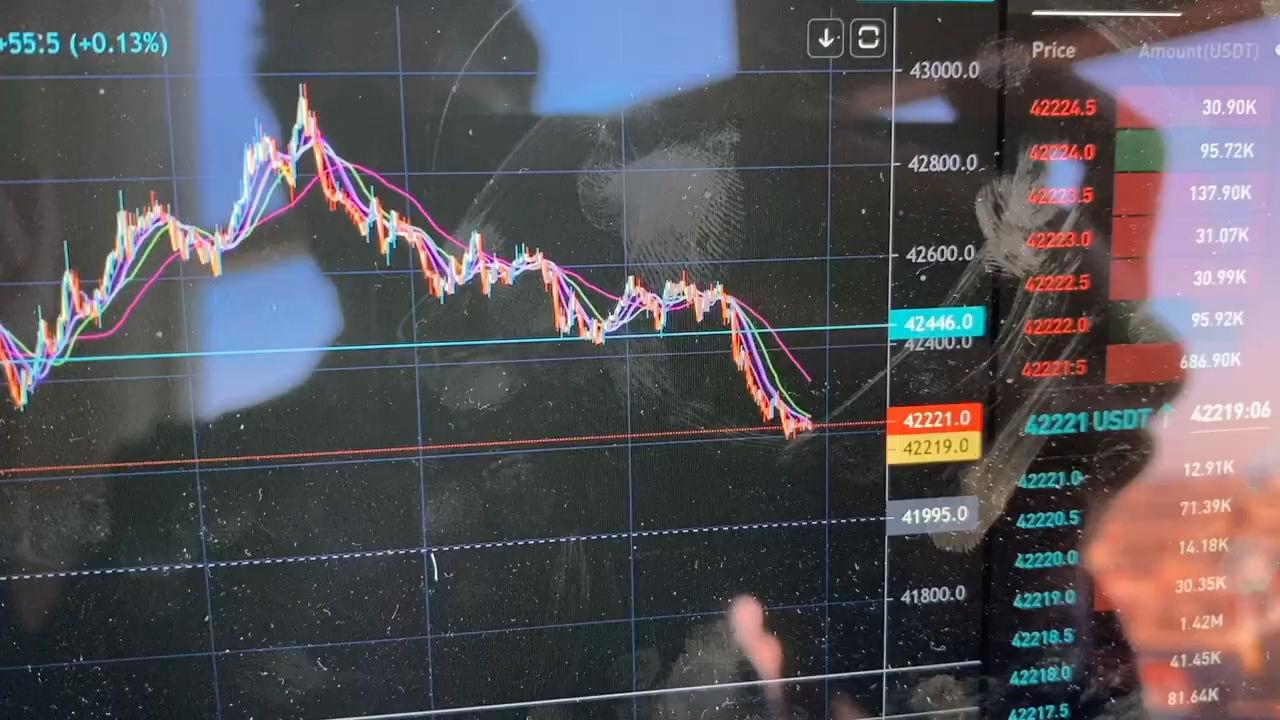 +55.5 (+0.13%)
43000.0
42800.0
42600.0
42446.0
42400.0
42221.0
42219.0
41995.0
41800.0
Price Amount(USDT)
42224.5 30.90K
42224.0 95.72K
42223.5 137.90K
42223.0 31.07K
42222.5 30.99K
42222.0 95.92K
42221.5 686.90K
42221 USDT ↑ 42219.06
42221.0 12.91K
42220.5 71.39K
42220.0 14.18K
42219.0 30.35K
42218.5 1.42M
42218.0 41.45K
42217.5 81.64K